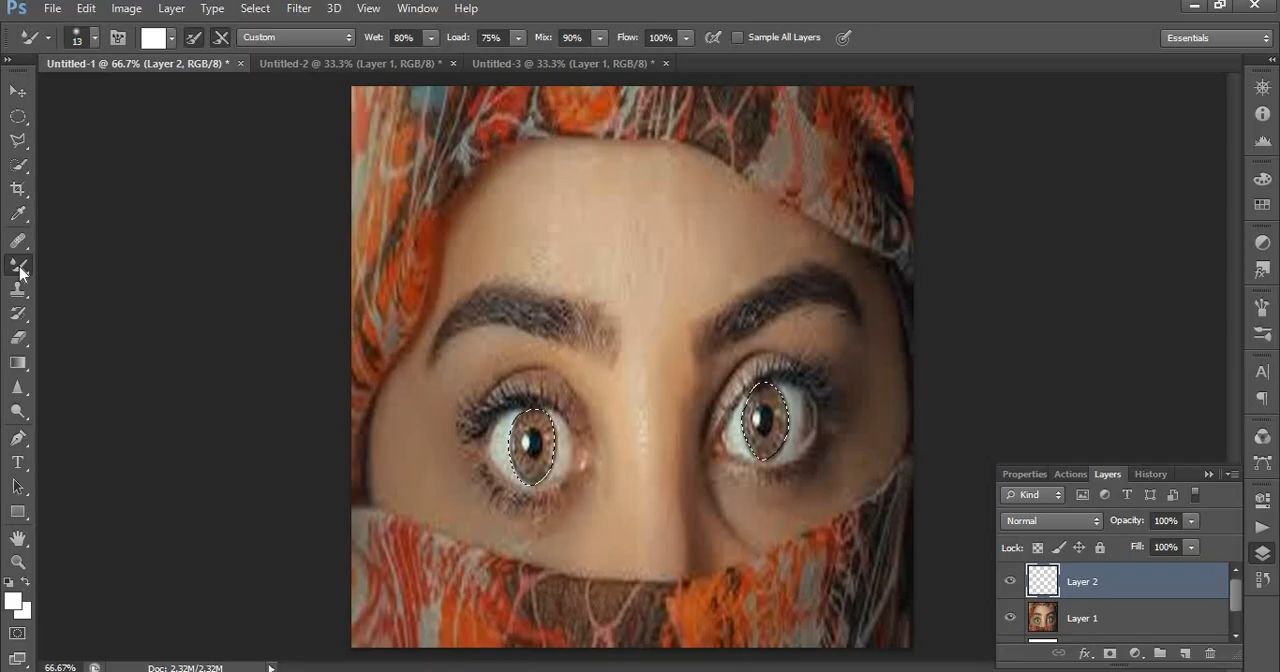 Ps File Edit Image Layer Type Select Filter 3D View Window Help
13 Custom Wet: 80% Load: 75% Mix: 90% Flow: 100% Sample All Layers Essentials
Untitled-1 @ 66.7% (Layer 2, RGB/8) * × Untitled-2 @ 33.3% (Layer 1, RGB/8) * × Untitled-3 @ 33.3% (Layer 1, RGB/8) * ×
Properties Actions Layers History
Kind
Normal Opacity: 100%
Lock: Fill: 100%
Layer 2
Layer 1
66.67% Doc: 2.32M/2.32M